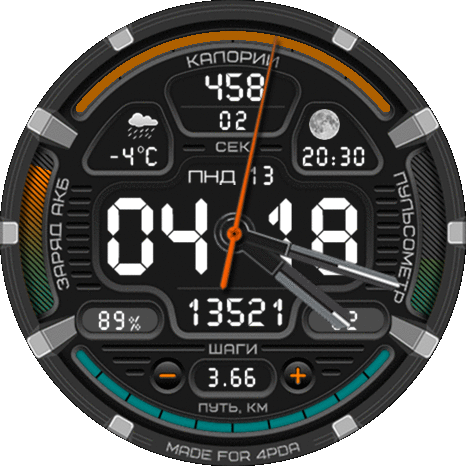 КАЛОРИИ
458
02
СЕК
-4°C
20:30
ПНД 13
ЗАРЯД АКБ
ПУЛЬСОМЕТР
04 18
13521
89%
ШАГИ
- 3.66 +
ПУТЬ, КМ
MADE FOR 4PDA